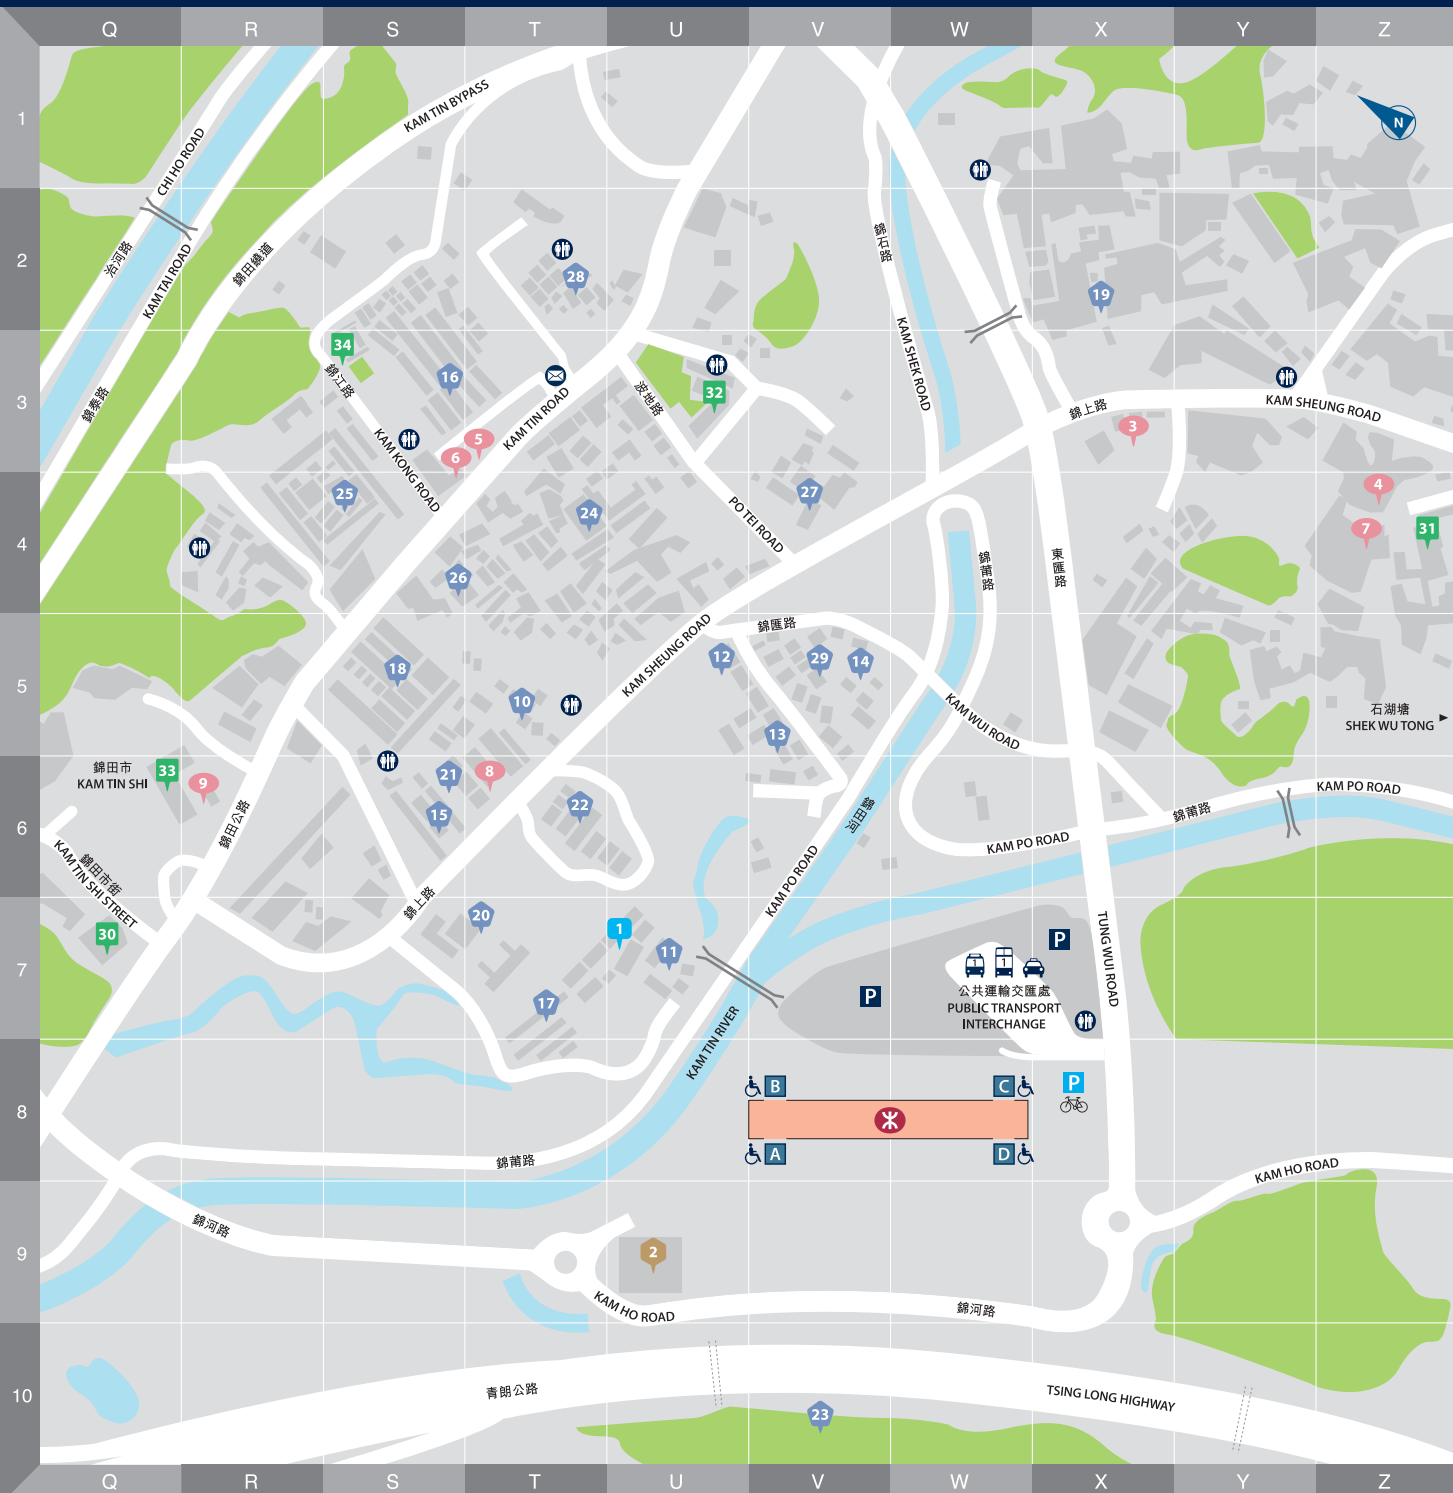 Q R S T U V W X Y Z
1
KAM TIN BYPASS
CHI HO ROAD
N
2
治河路
KAM TAI ROAD
錦田繞道
28
錦石路
19
3
34
錦江路
16
錦泰路
KAM KONG ROAD
6
5
KAM TIN ROAD
波地路
32
KAM SHEK ROAD
錦上路
3
KAM SHEUNG ROAD
4
25
24
PO TEI ROAD
27
26
錦莆路
東匯路
4
7
31
5
18
10
KAM SHEUNG ROAD
12
錦匯路
29
14
13
KAM WUI ROAD
石湖塘
SHEK WU TONG
6
錦田市
KAM TIN SHI
33
9
錦田公路
21
15
8
22
錦田河
KAM PO ROAD
KAM PO ROAD
錦莆路
KAM PO ROAD
錦田市街
KAM TIN SHI STREET
錦上路
7
30
20
1
11
17
KAM TIN RIVER
P
P
1
1
公共運輸交匯處
PUBLIC TRANSPORT
INTERCHANGE
TUNG WUI ROAD
8
B
C
P
A
D
錦莆路
KAM HO ROAD
9
錦河路
2
KAM HO ROAD
錦河路
10
青朗公路
TSING LONG HIGHWAY
23
Q R S T U V W X Y Z